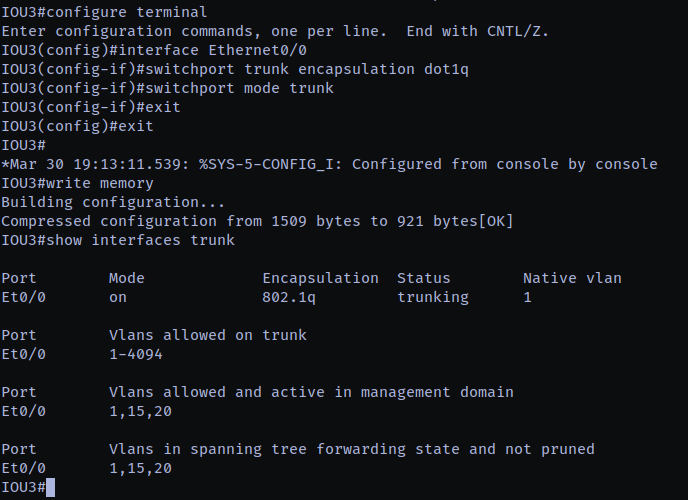 IOU3#configure terminal
Enter configuration commands, one per line.  End with CNTL/Z.
IOU3(config)#interface Ethernet0/0
IOU3(config-if)#switchport trunk encapsulation dot1q
IOU3(config-if)#switchport mode trunk
IOU3(config-if)#exit
IOU3(config)#exit
IOU3#
*Mar 30 19:13:11.539: %SYS-5-CONFIG_I: Configured from console by console
IOU3#write memory
Building configuration...
Compressed configuration from 1509 bytes to 921 bytes[OK]
IOU3#show interfaces trunk

Port        Mode             Encapsulation  Status        Native vlan
Et0/0       on               802.1q         trunking      1

Port        Vlans allowed on trunk
Et0/0       1-4094

Port        Vlans allowed and active in management domain
Et0/0       1,15,20

Port        Vlans in spanning tree forwarding state and not pruned
Et0/0       1,15,20
IOU3#